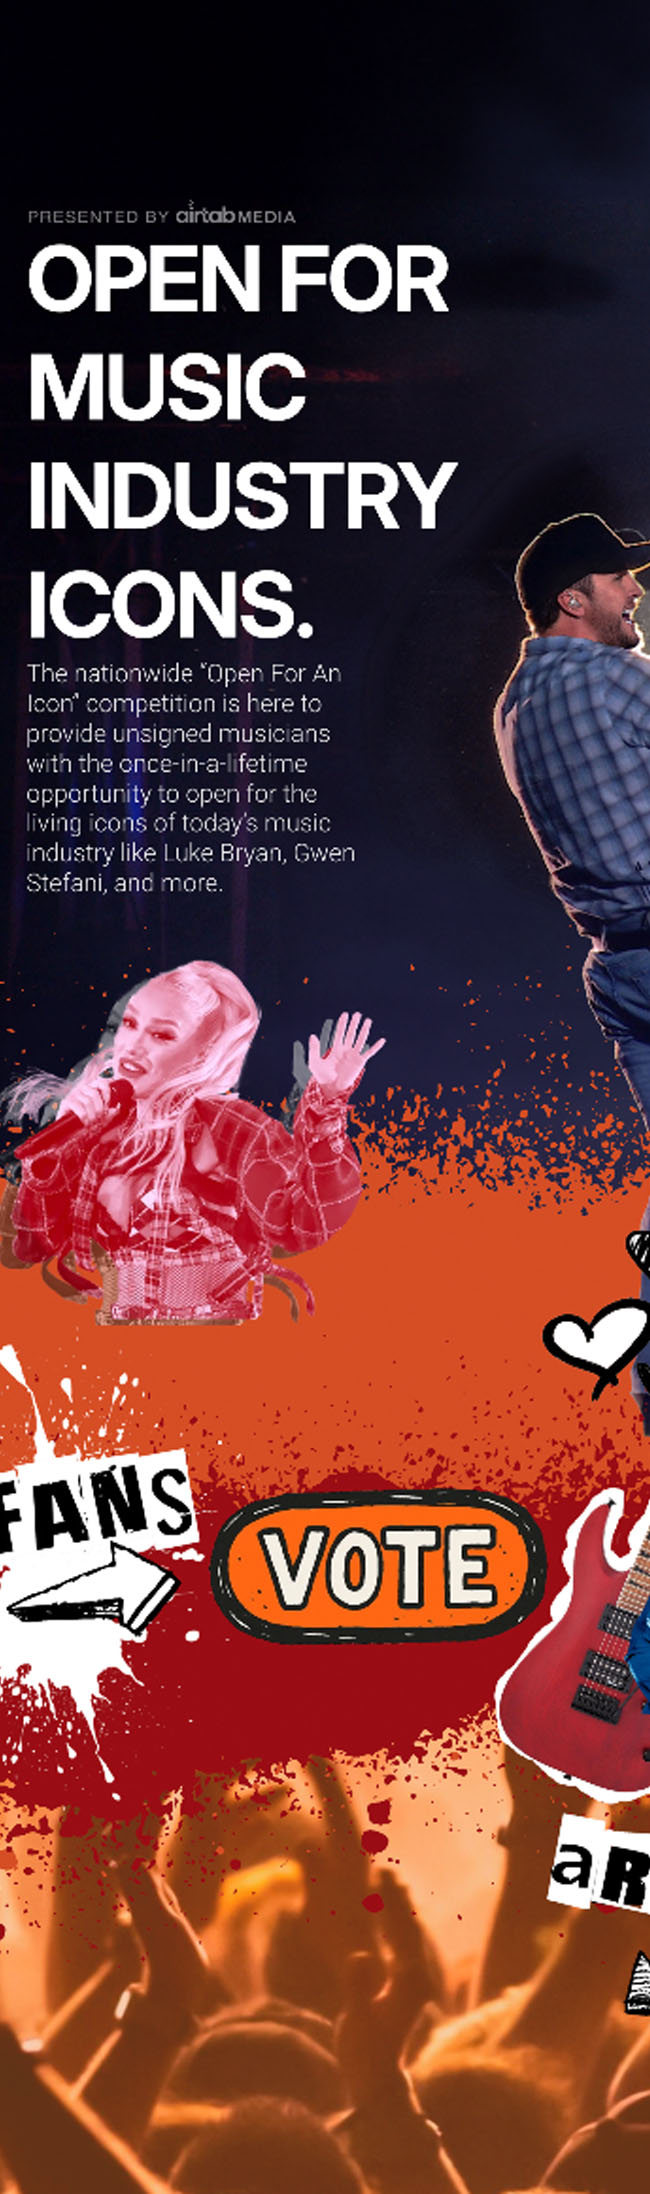 PRESENTED BY airtab MEDIA
OPEN FOR
MUSIC
INDUSTRY
ICONS.
The nationwide “Open For An
Icon” competition is here to
provide unsigned musicians
with the once-in-a-lifetime
opportunity to open for the
living icons of today's music
industry like Luke Bryan, Gwen
Stefani, and more.
FANS
VOTE
aR